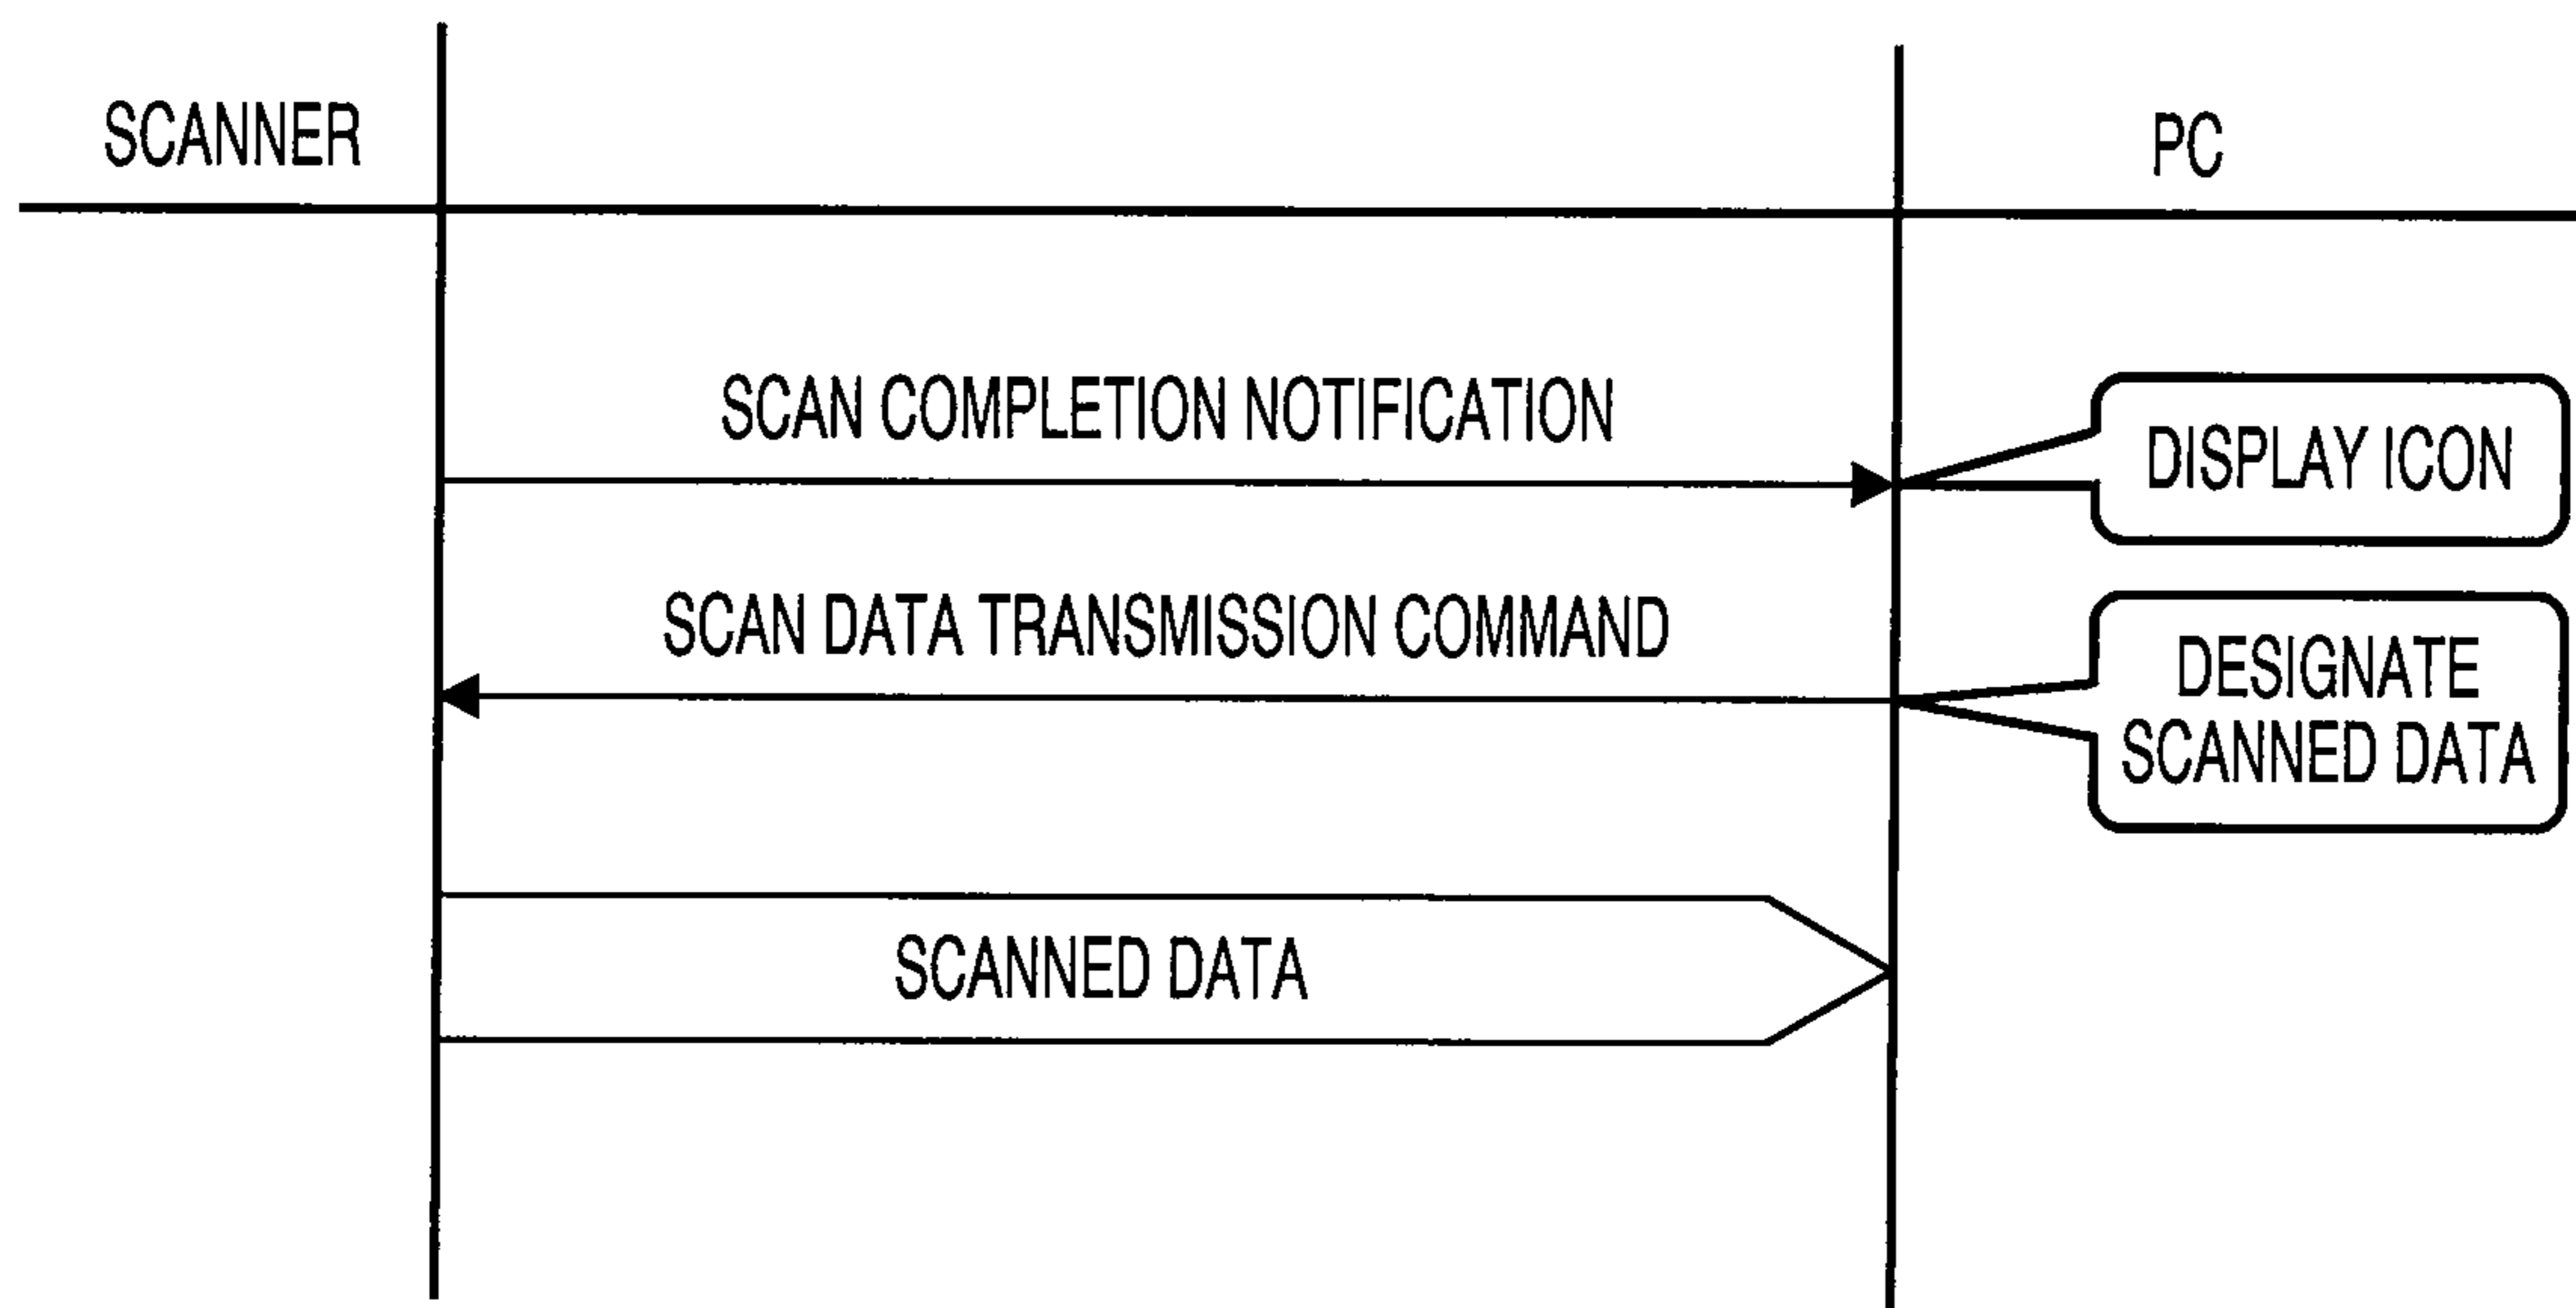 SCANNER
PC
SCAN COMPLETION NOTIFICATION
DISPLAY ICON
SCAN DATA TRANSMISSION COMMAND
DESIGNATE
SCANNED DATA
SCANNED DATA